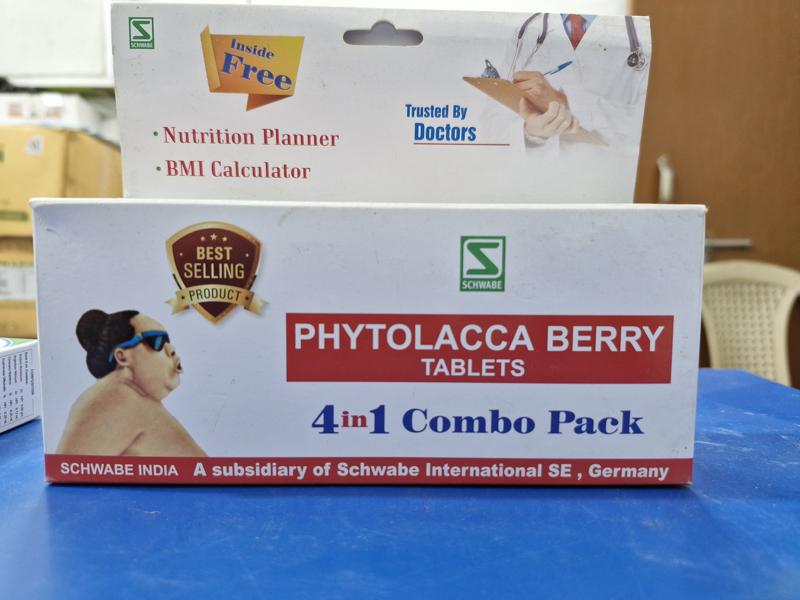 SCHWABE
Inside
Free
• Nutrition Planner
• BMI Calculator
Trusted By
Doctors
BEST
SELLING
PRODUCT
SCHWABE
PHYTOLACCA BERRY
TABLETS
4in1 Combo Pack
SCHWABE INDIA A subsidiary of Schwabe International SE , Germany